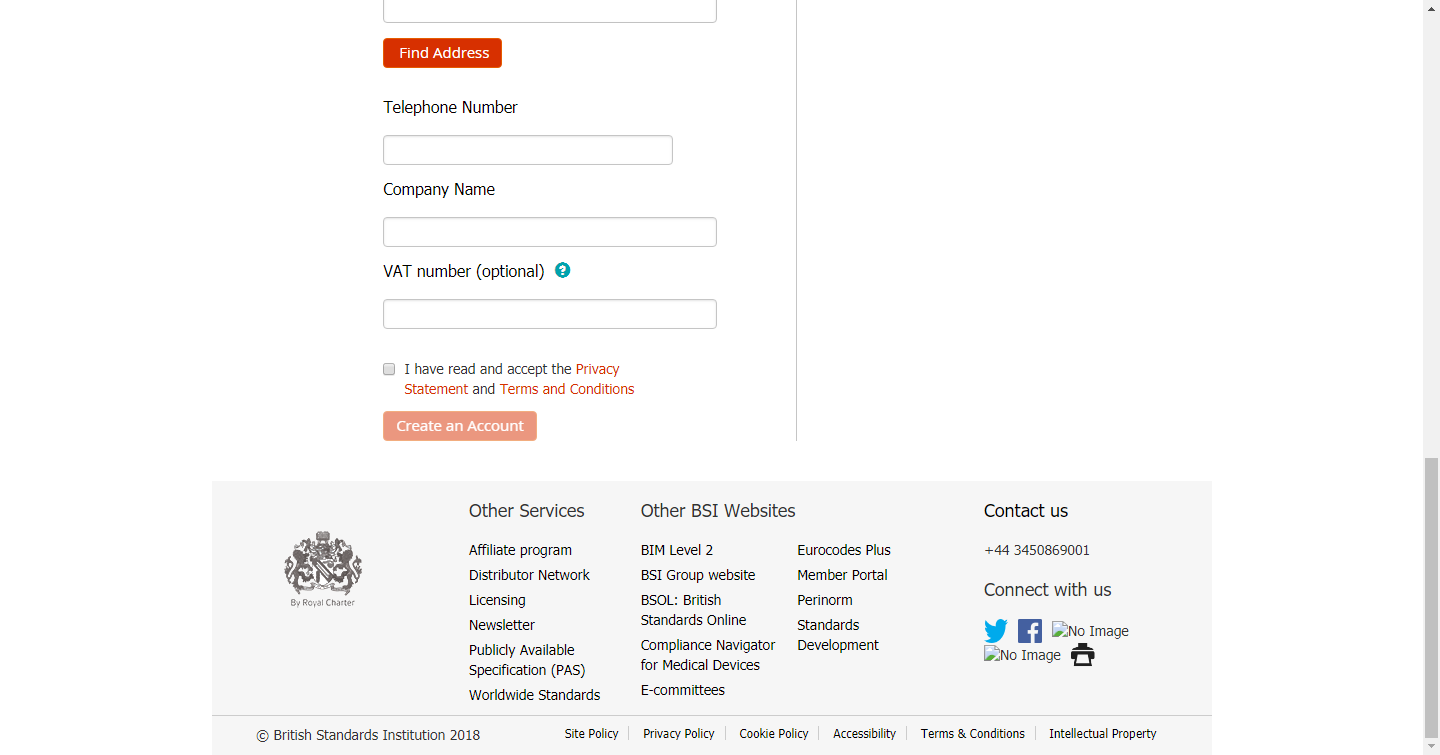 Find Address
Telephone Number
Company Name
VAT number (optional) ?
I have read and accept the Privacy
Statement and Terms and Conditions
Create an Account
By Royal Charter
Other Services
Affiliate program
Distributor Network
Licensing
Newsletter
Publicly Available
Specification (PAS)
Worldwide Standards
Other BSI Websites
BIM Level 2
BSI Group website
BSOL: British
Standards Online
Compliance Navigator
for Medical Devices
E-committees
Eurocodes Plus
Member Portal
Perinorm
Standards
Development
Contact us
+44 3450869001
Connect with us
No Image
No Image
© British Standards Institution 2018
Site Policy
Privacy Policy
Cookie Policy
Accessibility
Terms & Conditions
Intellectual Property